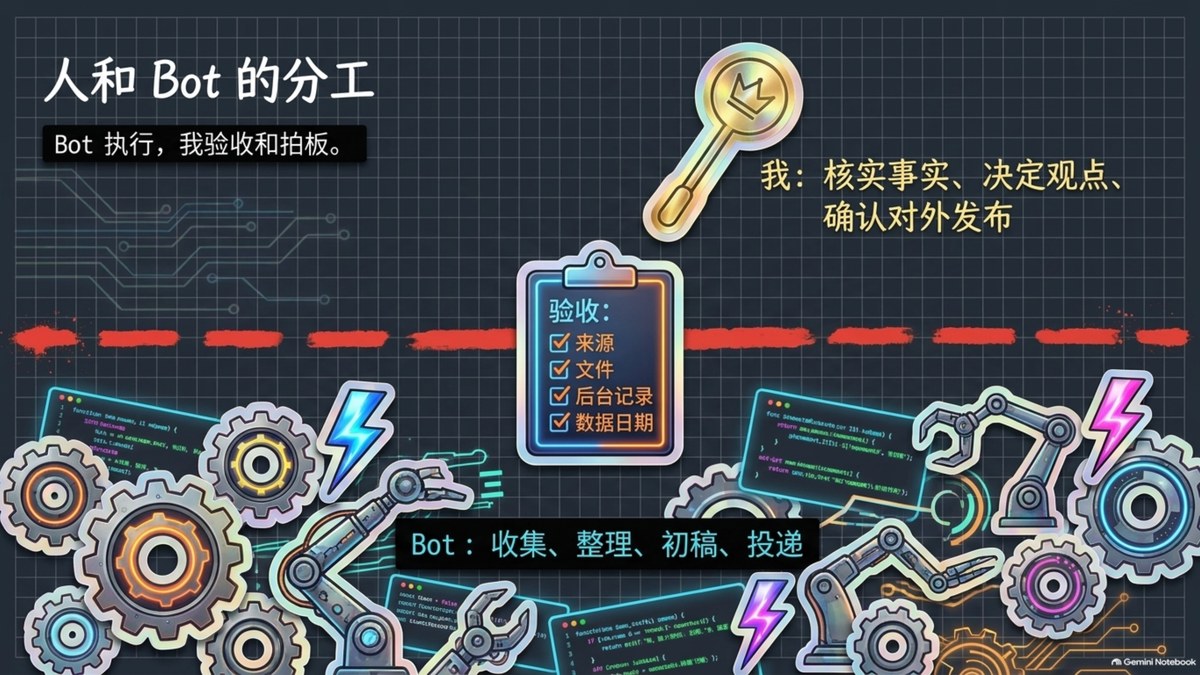 人和 Bot 的分工
Bot 执行，我验收和拍板。
我：核实事实、决定观点、
确认对外发布
验收：
来源
文件
后台记录
数据日期
Bot：收集、整理、初稿、投递
Gemini Notebook